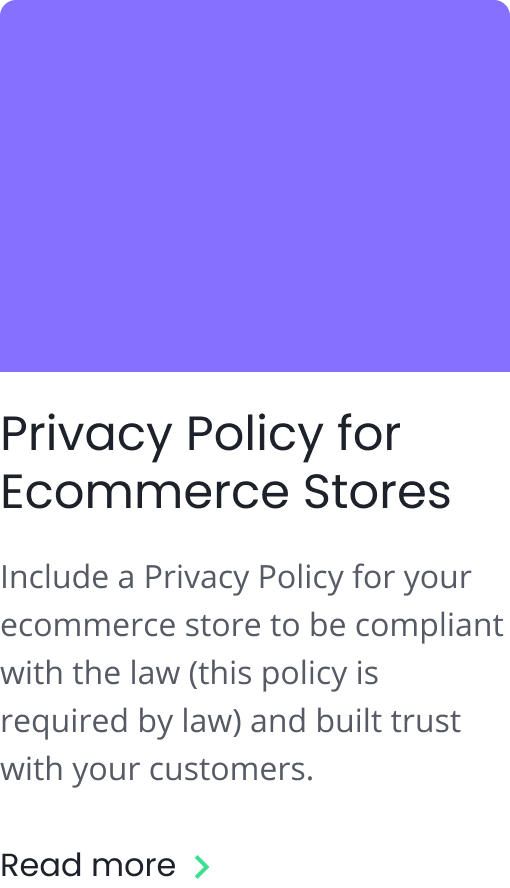 Privacy Policy for
Ecommerce Stores
Include a Privacy Policy for your
ecommerce store to be compliant
with the law (this policy is
required by law) and built trust
with your customers.
Read more